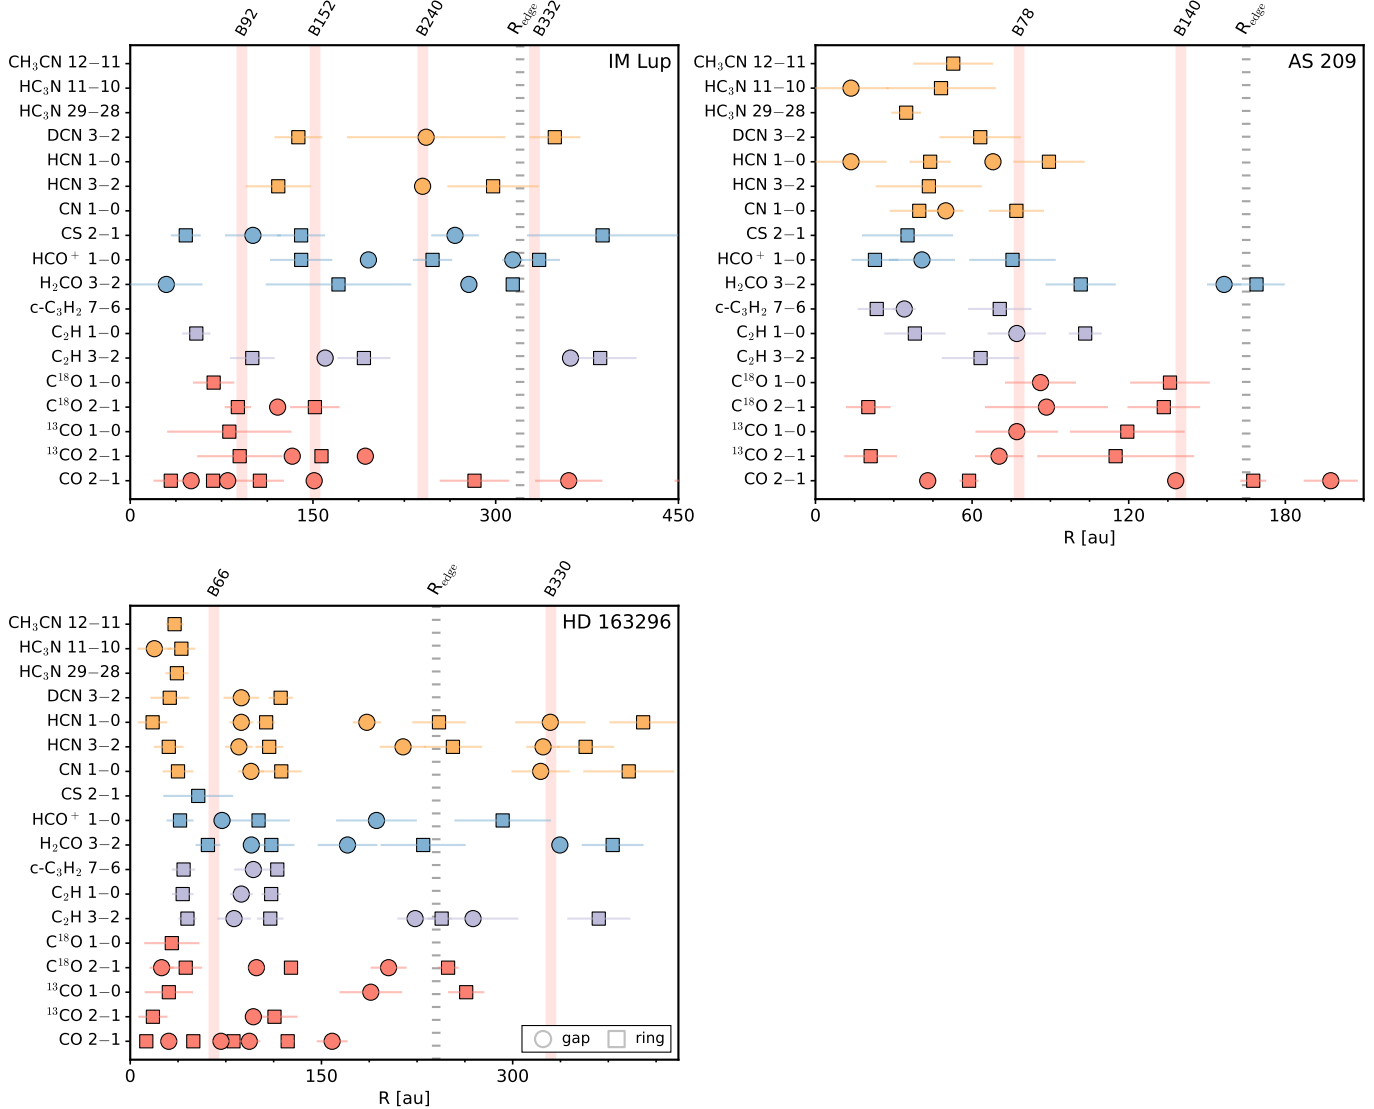 B92 B152 B240 R_edge B332
IM Lup
CH₃CN 12−11
HC₃N 11−10
HC₃N 29−28
DCN 3−2
HCN 1−0
HCN 3−2
CN 1−0
CS 2−1
HCO⁺ 1−0
H₂CO 3−2
c-C₃H₂ 7−6
C₂H 1−0
C₂H 3−2
C¹⁸O 1−0
C¹⁸O 2−1
¹³CO 1−0
¹³CO 2−1
CO 2−1
0 150 300 450
B78 B140 R_edge
AS 209
CH₃CN 12−11
HC₃N 11−10
HC₃N 29−28
DCN 3−2
HCN 1−0
HCN 3−2
CN 1−0
CS 2−1
HCO⁺ 1−0
H₂CO 3−2
c-C₃H₂ 7−6
C₂H 1−0
C₂H 3−2
C¹⁸O 1−0
C¹⁸O 2−1
¹³CO 1−0
¹³CO 2−1
CO 2−1
0 60 120 180
R [au]
B66 R_edge B330
HD 163296
CH₃CN 12−11
HC₃N 11−10
HC₃N 29−28
DCN 3−2
HCN 1−0
HCN 3−2
CN 1−0
CS 2−1
HCO⁺ 1−0
H₂CO 3−2
c-C₃H₂ 7−6
C₂H 1−0
C₂H 3−2
C¹⁸O 1−0
C¹⁸O 2−1
¹³CO 1−0
¹³CO 2−1
CO 2−1
gap ring
0 150 300
R [au]